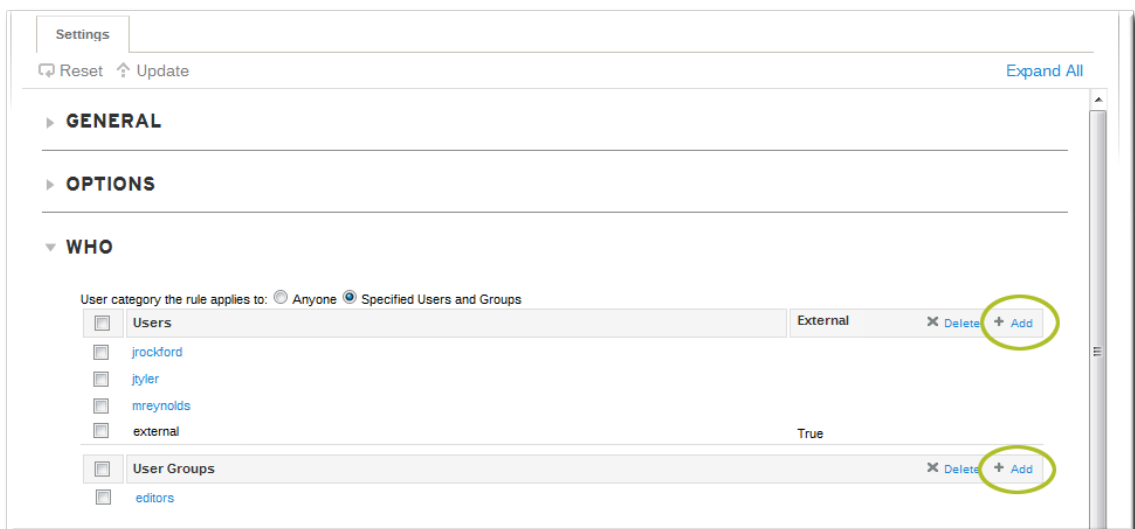 Settings
Reset Update Expand All
GENERAL
OPTIONS
WHO
User category the rule applies to: Anyone Specified Users and Groups
Users External Delete Add
jrockford
jtyler
mreynolds
external True
User Groups Delete Add
editors